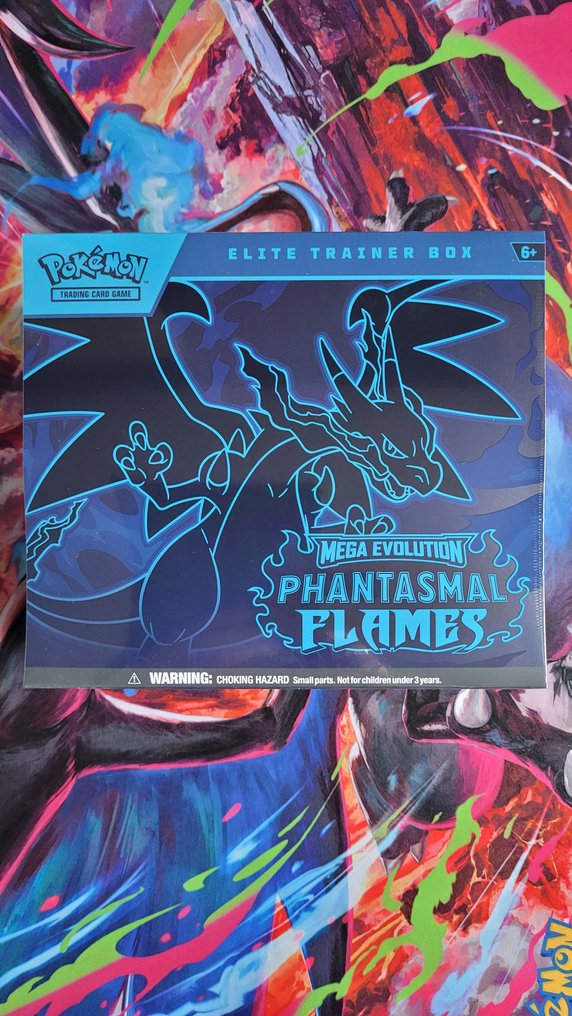 Pokémon
TRADING CARD GAME
ELITE TRAINER BOX
6+
MEGA EVOLUTION
PHANTASMAL
FLAMES
WARNING: CHOKING HAZARD Small parts. Not for children under 3 years.
ÉMON